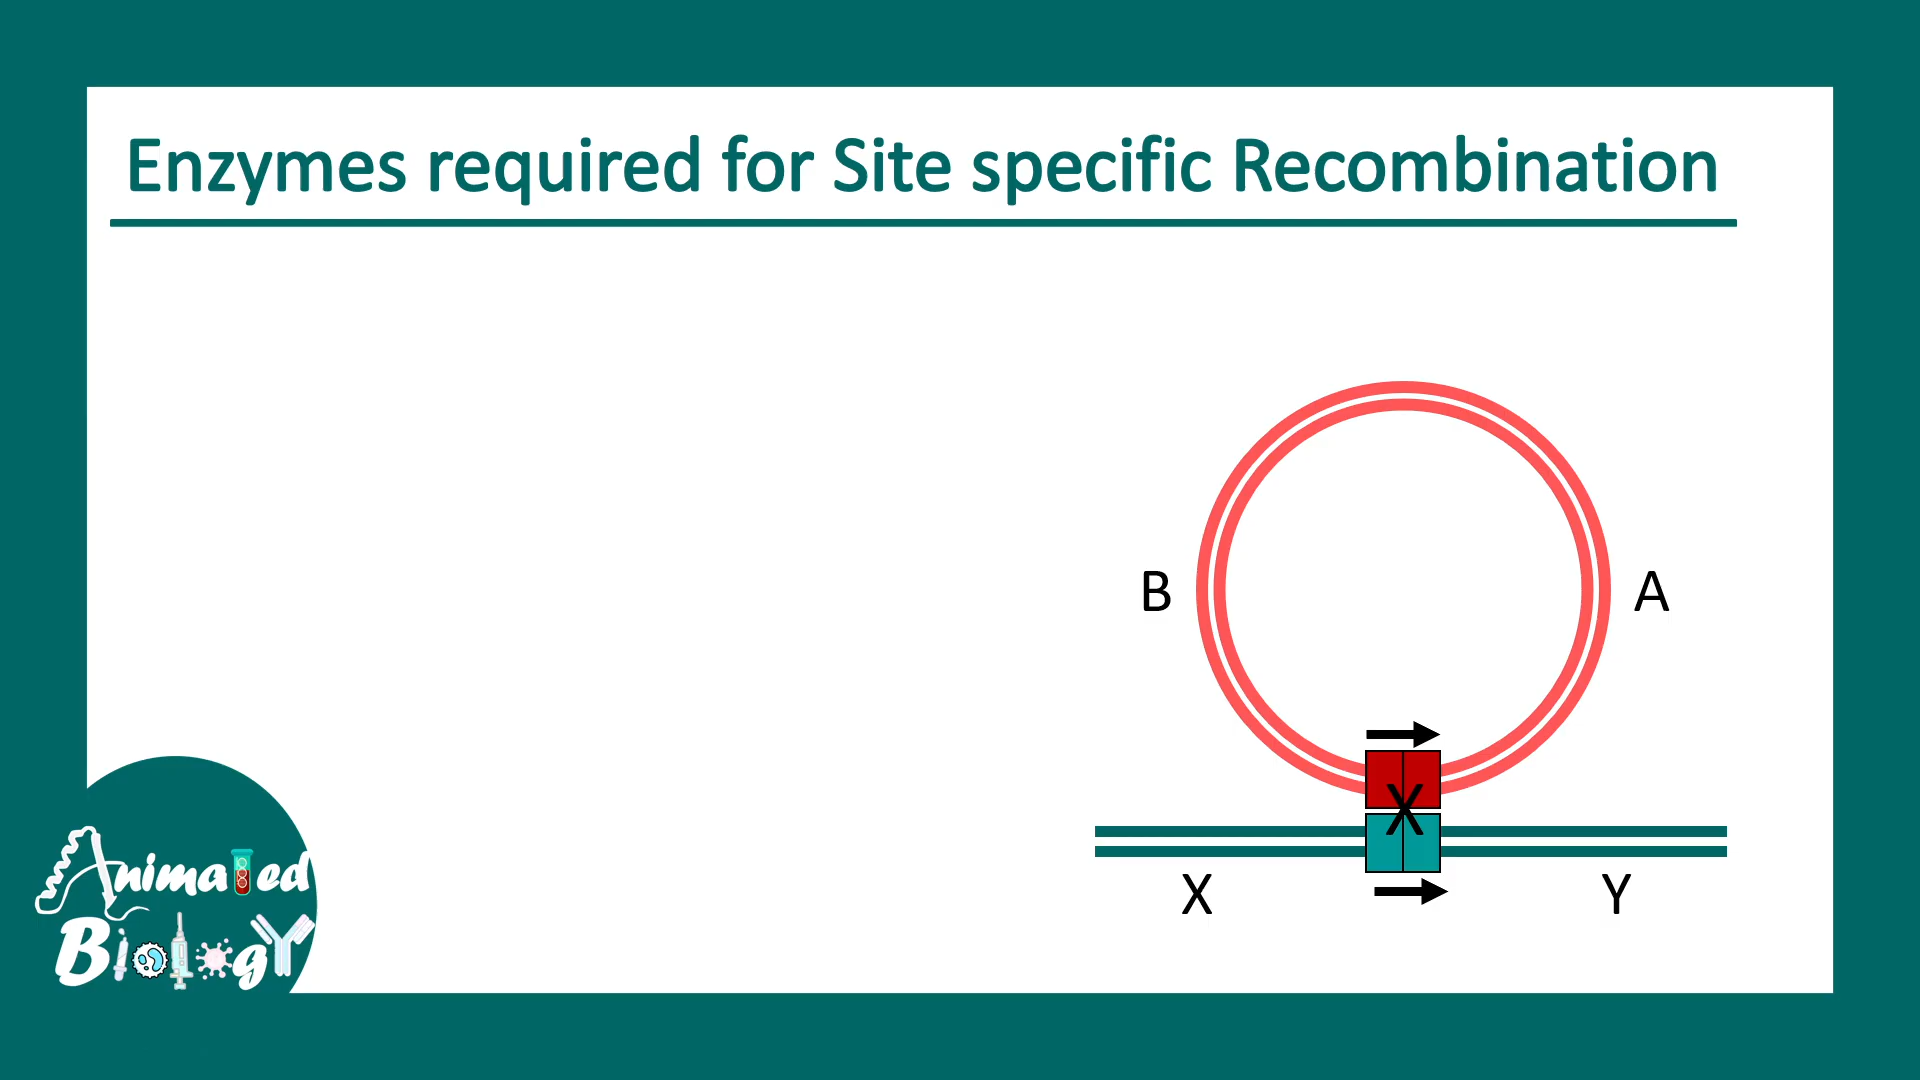 Enzymes required for Site specific Recombination
B
A
X
X
Y
Animated
Biology